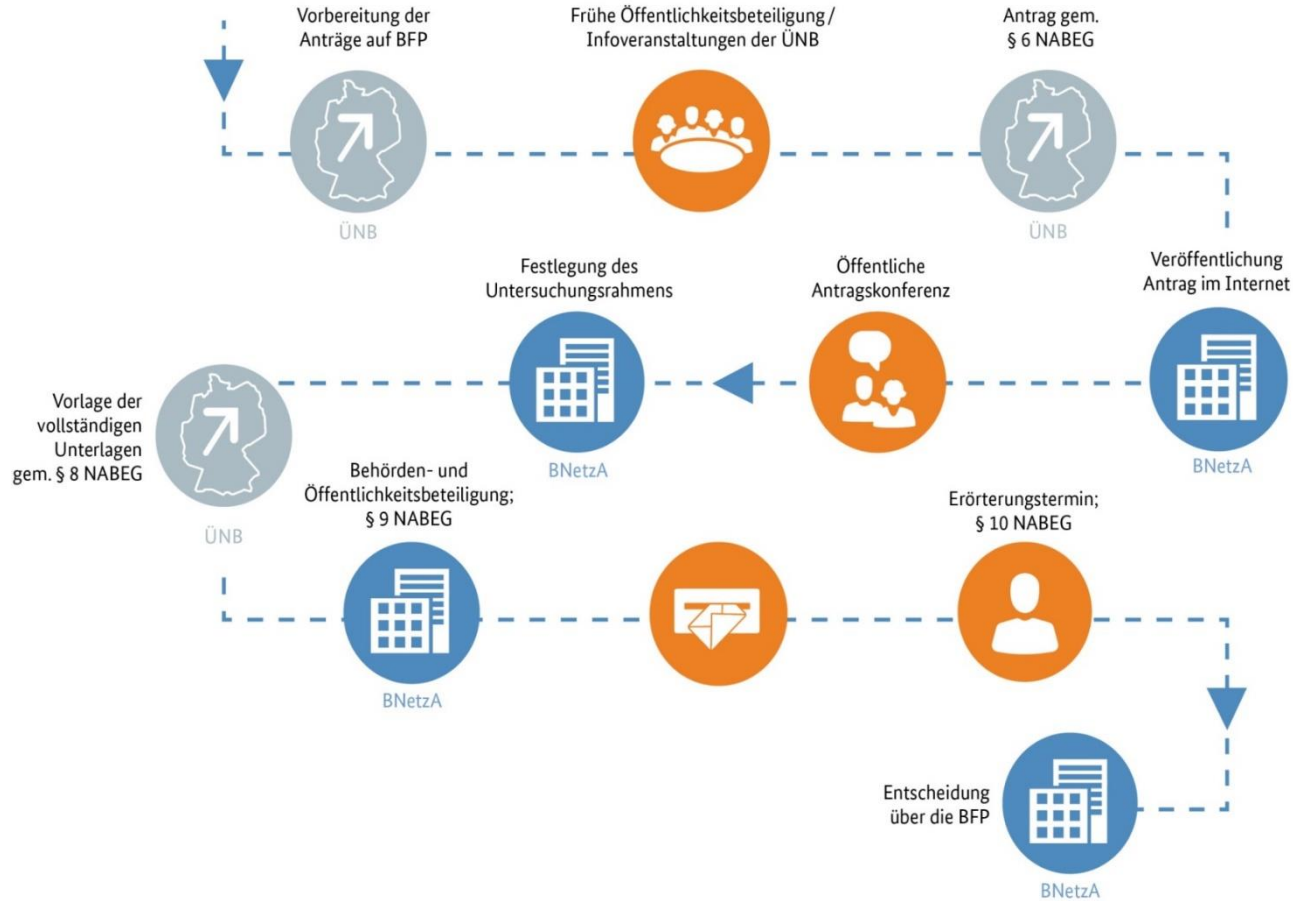 Vorbereitung der
Anträge auf BFP
ÜNB
Frühe Öffentlichkeitsbeteiligung /
Infoveranstaltungen der ÜNB
Antrag gem.
§ 6 NABEG
ÜNB
Veröffentlichung
Antrag im Internet
BNetzA
Öffentliche
Antragskonferenz
Festlegung des
Untersuchungsrahmens
BNetzA
Vorlage der
vollständigen
Unterlagen
gem. § 8 NABEG
ÜNB
Behörden- und
Öffentlichkeitsbeteiligung;
§ 9 NABEG
BNetzA
Erörterungstermin;
§ 10 NABEG
Entscheidung
über die BFP
BNetzA